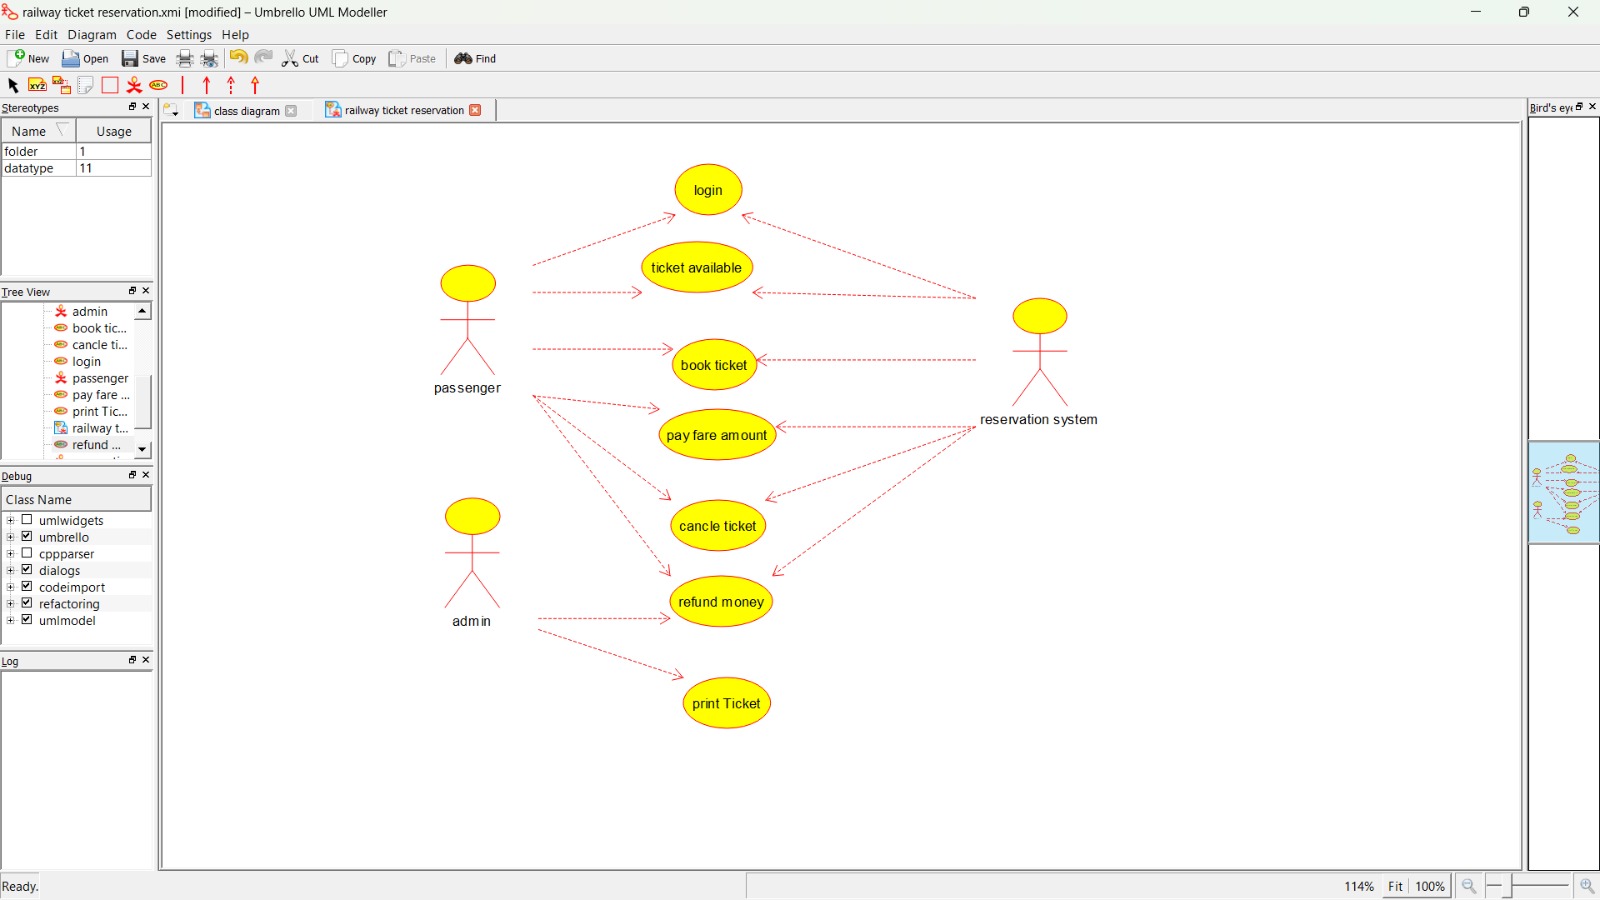 railway ticket reservation.xmi [modified] – Umbrello UML Modeller
File Edit Diagram Code Settings Help
New Open Save Cut Copy Paste Find
XYZ ABC
Stereotypes
class diagram railway ticket reservation
Bird's eye
Name Usage
folder 1
datatype 11
Tree View
admin
book tic...
cancle ti...
login
passenger
pay fare ...
print Tic...
railway t...
refund ...
Debug
Class Name
umlwidgets
umbrello
cppparser
dialogs
codeimport
refactoring
umlmodel
Log
login
ticket available
book ticket
passenger
reservation system
pay fare amount
cancle ticket
refund money
admin
print Ticket
Ready.
114% Fit 100%